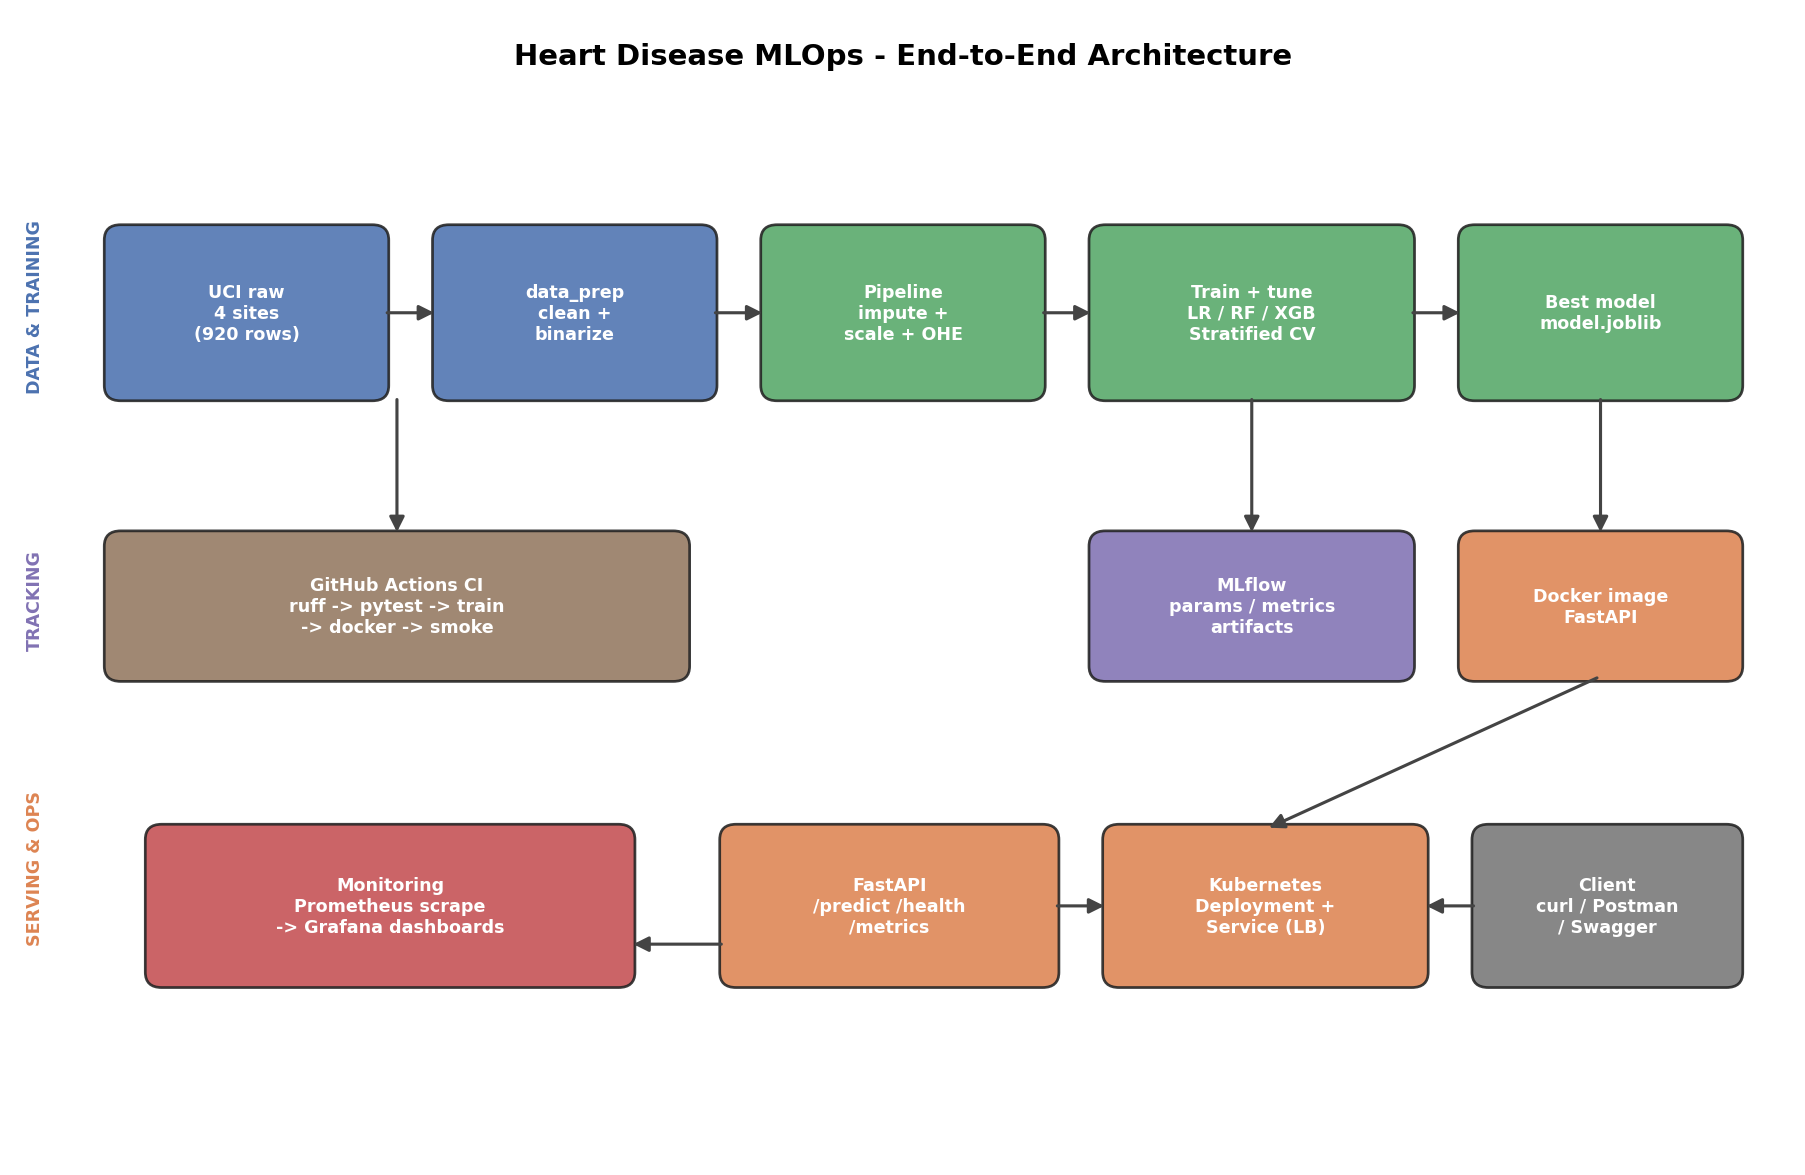 Heart Disease MLOps - End-to-End Architecture
DATA & TRAINING
UCI raw
4 sites
(920 rows)
data_prep
clean +
binarize
Pipeline
impute +
scale + OHE
Train + tune
LR / RF / XGB
Stratified CV
Best model
model.joblib
TRACKING
GitHub Actions CI
ruff -> pytest -> train
-> docker -> smoke
MLflow
params / metrics
artifacts
Docker image
FastAPI
SERVING & OPS
Monitoring
Prometheus scrape
-> Grafana dashboards
FastAPI
/predict /health
/metrics
Kubernetes
Deployment +
Service (LB)
Client
curl / Postman
/ Swagger